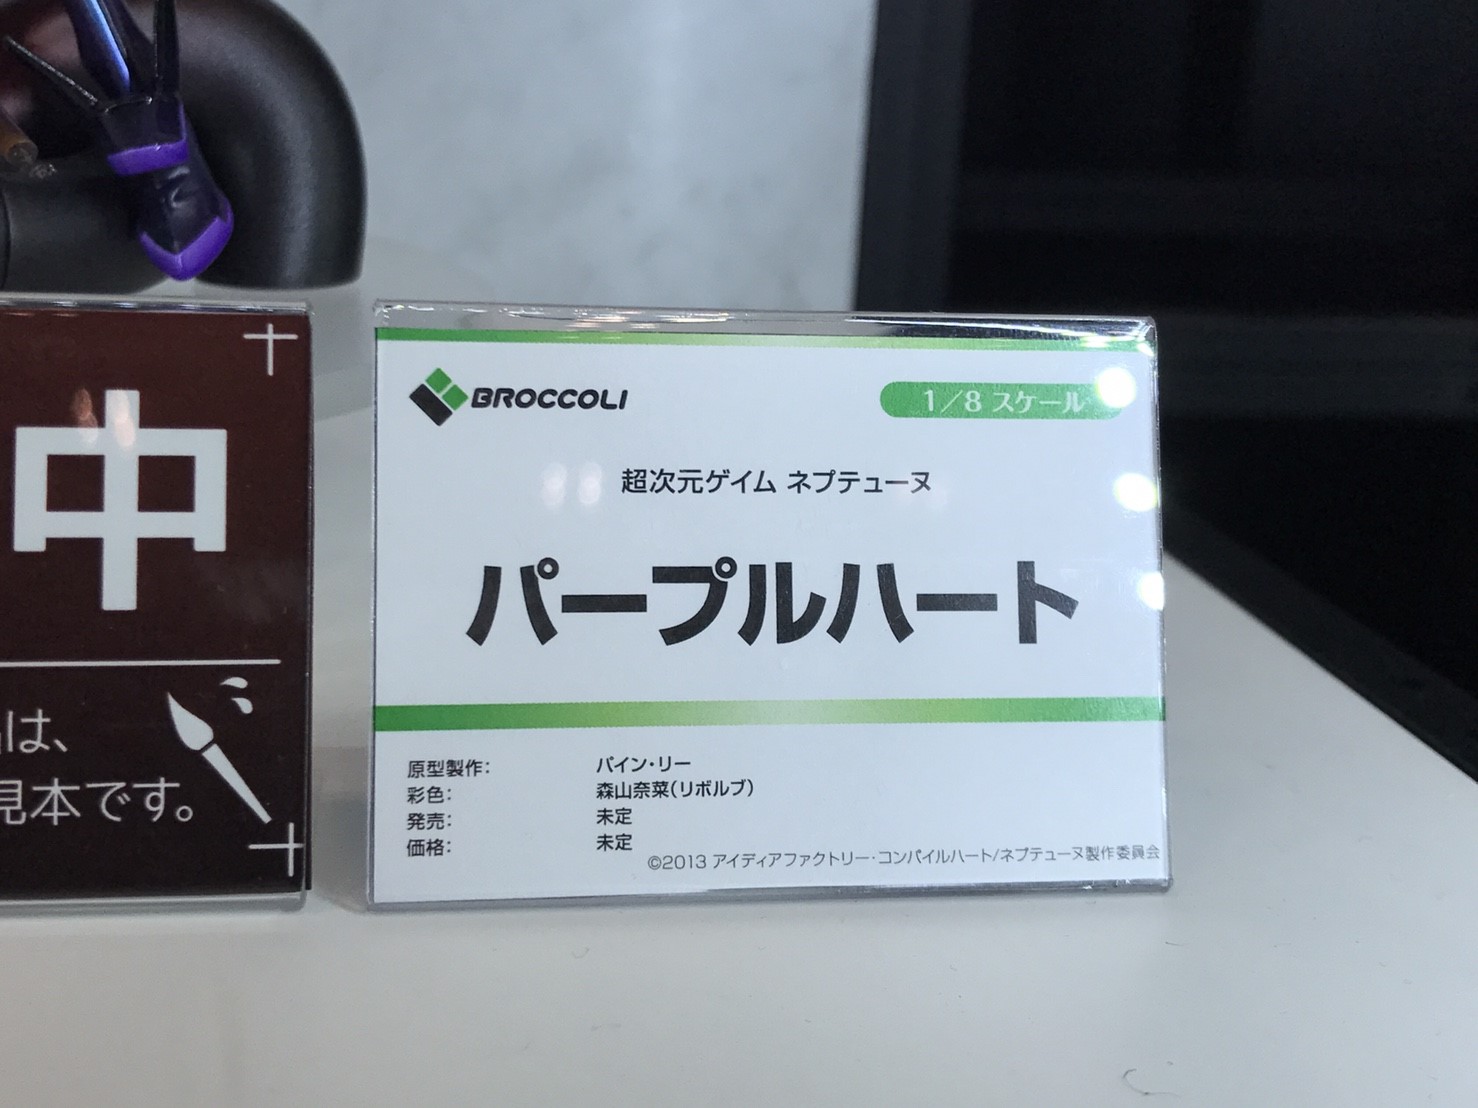 中
は、
見本です。
BROCCOLI
1/8 スケール
超次元ゲイム ネプテューヌ
パープルハート
原型製作: パイン・リー
彩色: 森山奈菜(リボルブ)
発売: 未定
価格: 未定
©2013 アイディアファクトリー・コンパイルハート/ネプテューヌ製作委員会